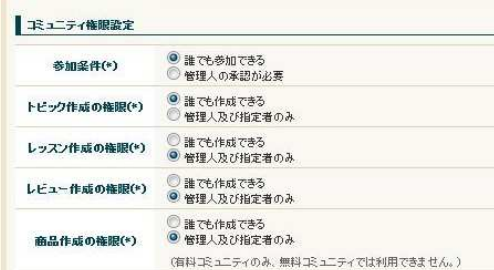 コミュニティ権限設定
参加条件(*)
誰でも参加できる
管理人の承認が必要
トピック作成の権限(*)
誰でも作成できる
管理人及び指定者のみ
レッスン作成の権限(*)
誰でも作成できる
管理人及び指定者のみ
レビュー作成の権限(*)
誰でも作成できる
管理人及び指定者のみ
商品作成の権限(*)
誰でも作成できる
管理人及び指定者のみ
(有料コミュニティのみ、無料コミュニティでは利用できません。)